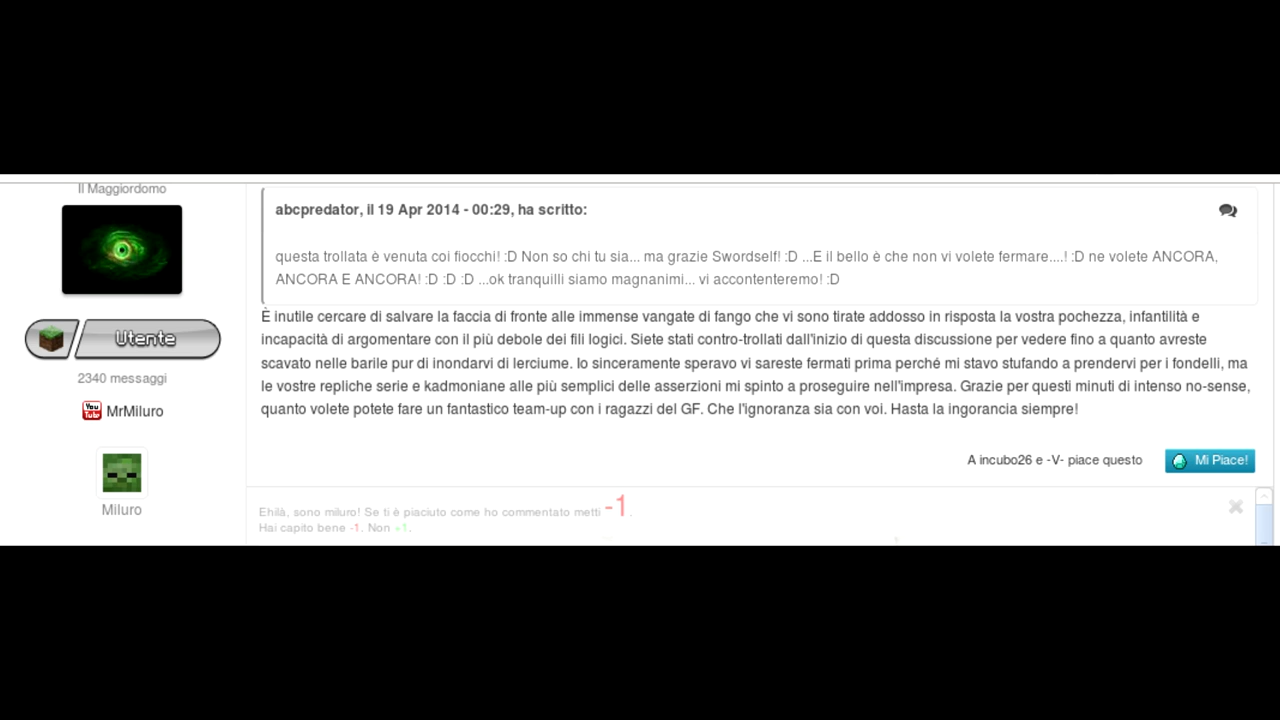 Il Maggiordomo
Utente
2340 messaggi
You Tube MrMiluro
Miluro
abcpredator, il 19 Apr 2014 - 00:29, ha scritto:
questa trollata è venuta coi fiocchi! :D Non so chi tu sia... ma grazie Swordself! :D ...E il bello è che non vi volete fermare....! :D ne volete ANCORA,
ANCORA E ANCORA! :D :D :D ...ok tranquilli siamo magnanimi... vi accontenteremo! :D
È inutile cercare di salvare la faccia di fronte alle immense vangate di fango che vi sono tirate addosso in risposta la vostra pochezza, infantilità e
incapacità di argomentare con il più debole dei fili logici. Siete stati contro-trollati dall'inizio di questa discussione per vedere fino a quanto avreste
scavato nelle barile pur di inondarvi di lerciume. Io sinceramente speravo vi sareste fermati prima perché mi stavo stufando a prendervi per i fondelli, ma
le vostre repliche serie e kadmoniane alle più semplici delle asserzioni mi spinto a proseguire nell'impresa. Grazie per questi minuti di intenso no-sense,
quanto volete potete fare un fantastico team-up con i ragazzi del GF. Che l'ignoranza sia con voi. Hasta la ingorancia siempre!
A incubo26 e -V- piace questo
Mi Piace!
Ehilà, sono miluro! Se ti è piaciuto come ho commentato metti -1.
Hai capito bene -1. Non +1.